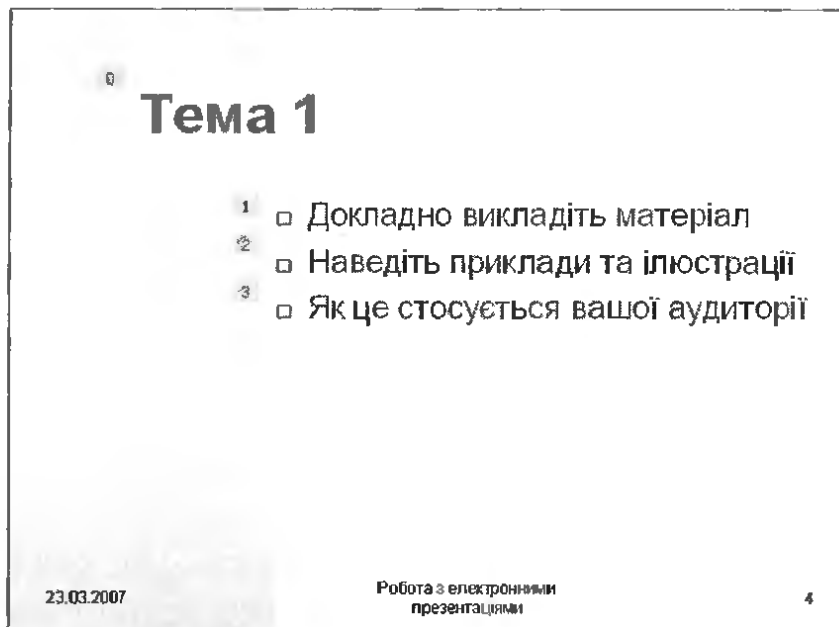 0
Тема 1
1 Докладно викладіть матеріал
2 Наведіть приклади та ілюстрації
3 Як це стосується вашої аудиторії
23.03.2007
Робота з електронними
презентаціями
4